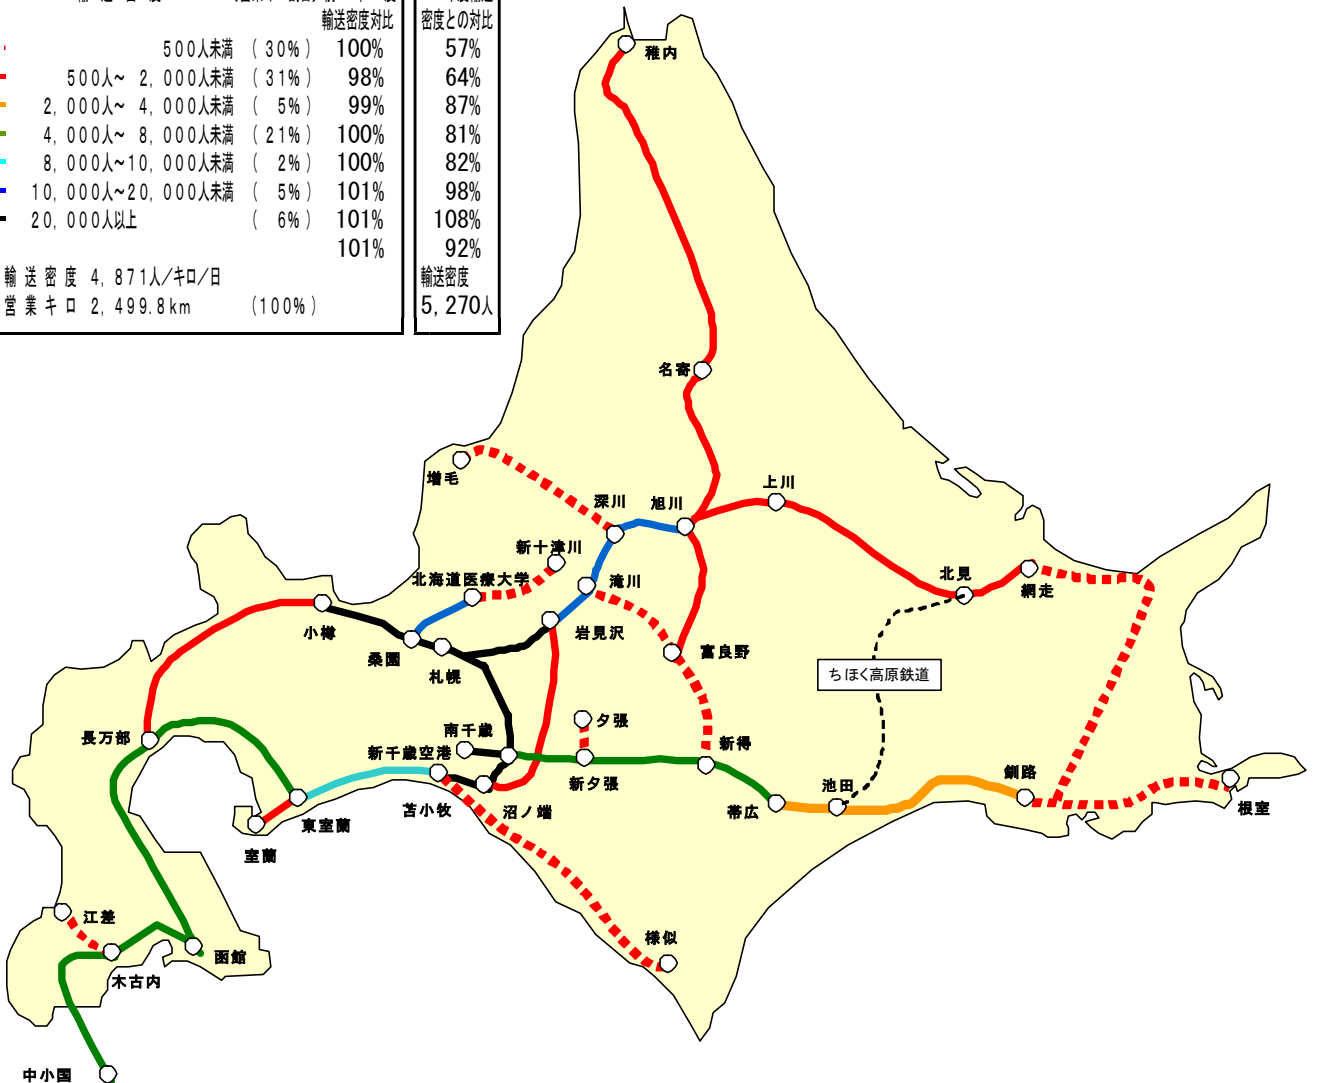 輸送密度対比 密度との対比
500人未満 (30%) 100% 57%
500人～ 2,000人未満 (31%) 98% 64%
2,000人～ 4,000人未満 ( 5%) 99% 87%
4,000人～ 8,000人未満 (21%) 100% 81%
8,000人～10,000人未満 ( 2%) 100% 82%
10,000人～20,000人未満 ( 5%) 101% 98%
20,000人以上 ( 6%) 101% 108%
101% 92%
輸送密度 4,871人/キロ/日 輸送密度
営業キロ 2,499.8km (100%) 5,270人
稚内
名寄
増毛
上川
深川
旭川
新十津川
北海道医療大学
滝川
北見
網走
小樽
桑園
札幌
岩見沢
富良野
ちほく高原鉄道
長万部
南千歳
夕張
新千歳空港
新得
新夕張
釧路
池田
根室
東室蘭
苫小牧
沼ノ端
帯広
室蘭
江差
様似
函館
木古内
中小国